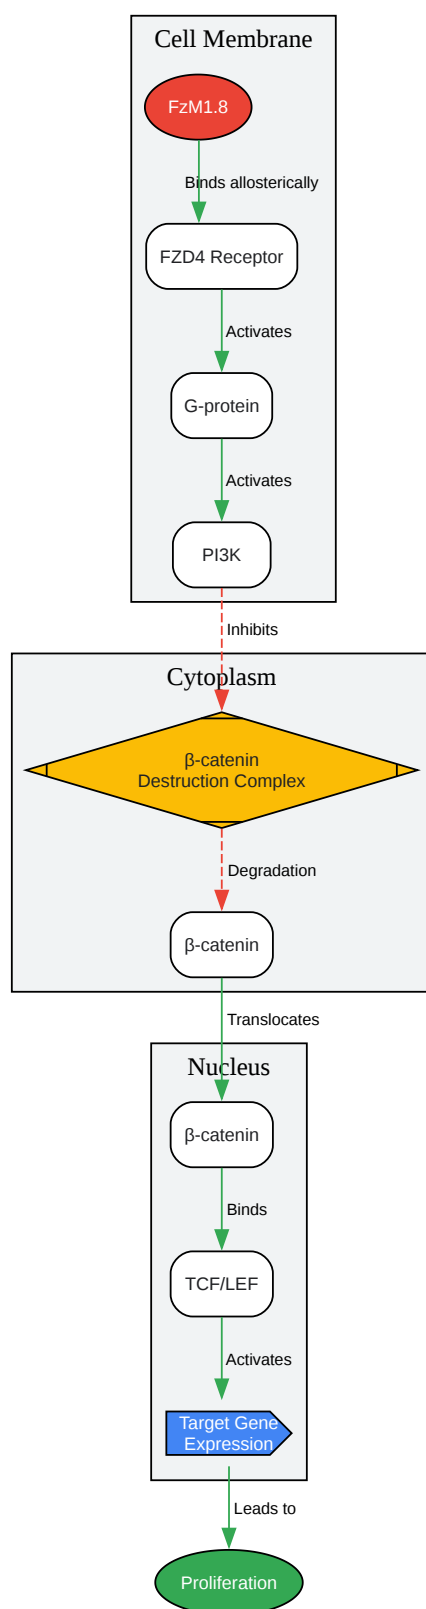 Cell Membrane
FzM1.8
Binds allosterically
FZD4 Receptor
Activates
G-protein
Activates
PI3K
Inhibits
Cytoplasm
β-catenin
Destruction Complex
Degradation
β-catenin
Translocates
Nucleus
β-catenin
Binds
TCF/LEF
Activates
Target Gene
Expression
Leads to
Proliferation